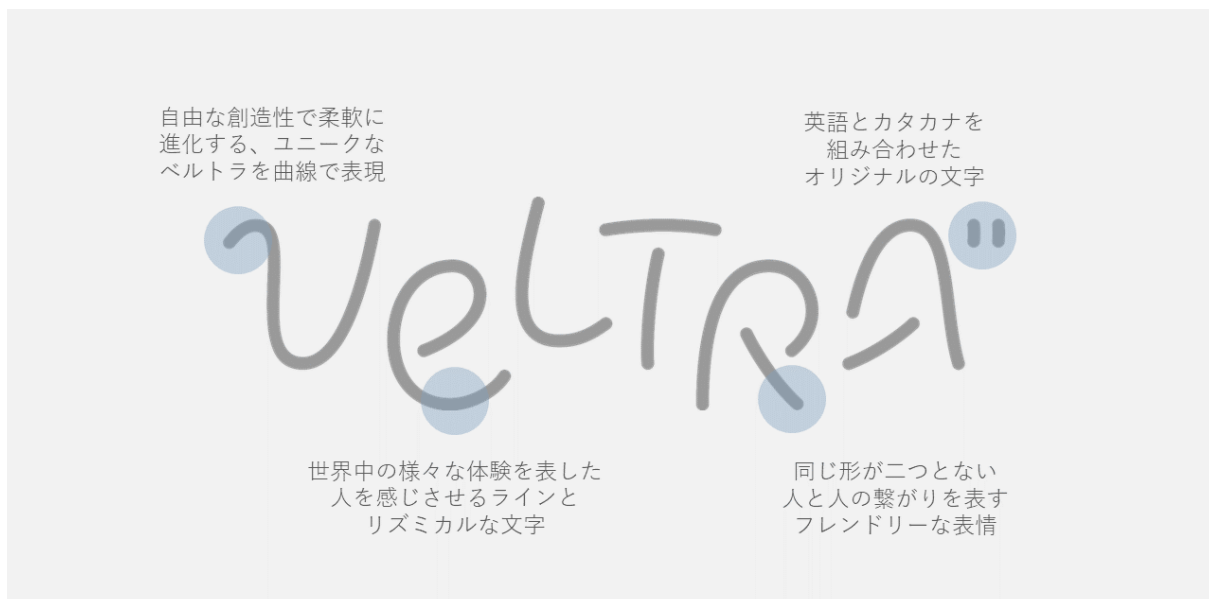 自由な創造性で柔軟に
進化する、ユニークな
ベルトラを曲線で表現
英語とカタカナを
組み合わせた
オリジナルの文字
VeLTRA"
世界中の様々な体験を表した
人を感じさせるラインと
リズミカルな文字
同じ形が二つとない
人と人の繋がりを表す
フレンドリーな表情